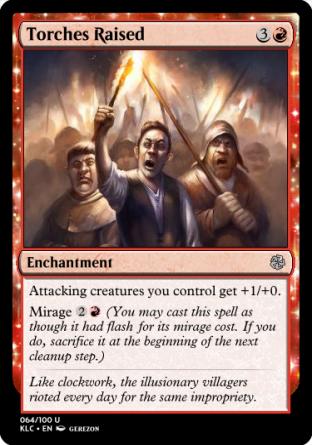 Torches Raised 3
Enchantment
Attacking creatures you control get +1/+0.
Mirage 2 (You may cast this spell as
though it had flash for its mirage cost. If you
do, sacrifice it at the beginning of the next
cleanup step.)
Like clockwork, the illusionary villagers
rioted every day for the same impropriety.
064/100 U
KLC • EN GEREZON